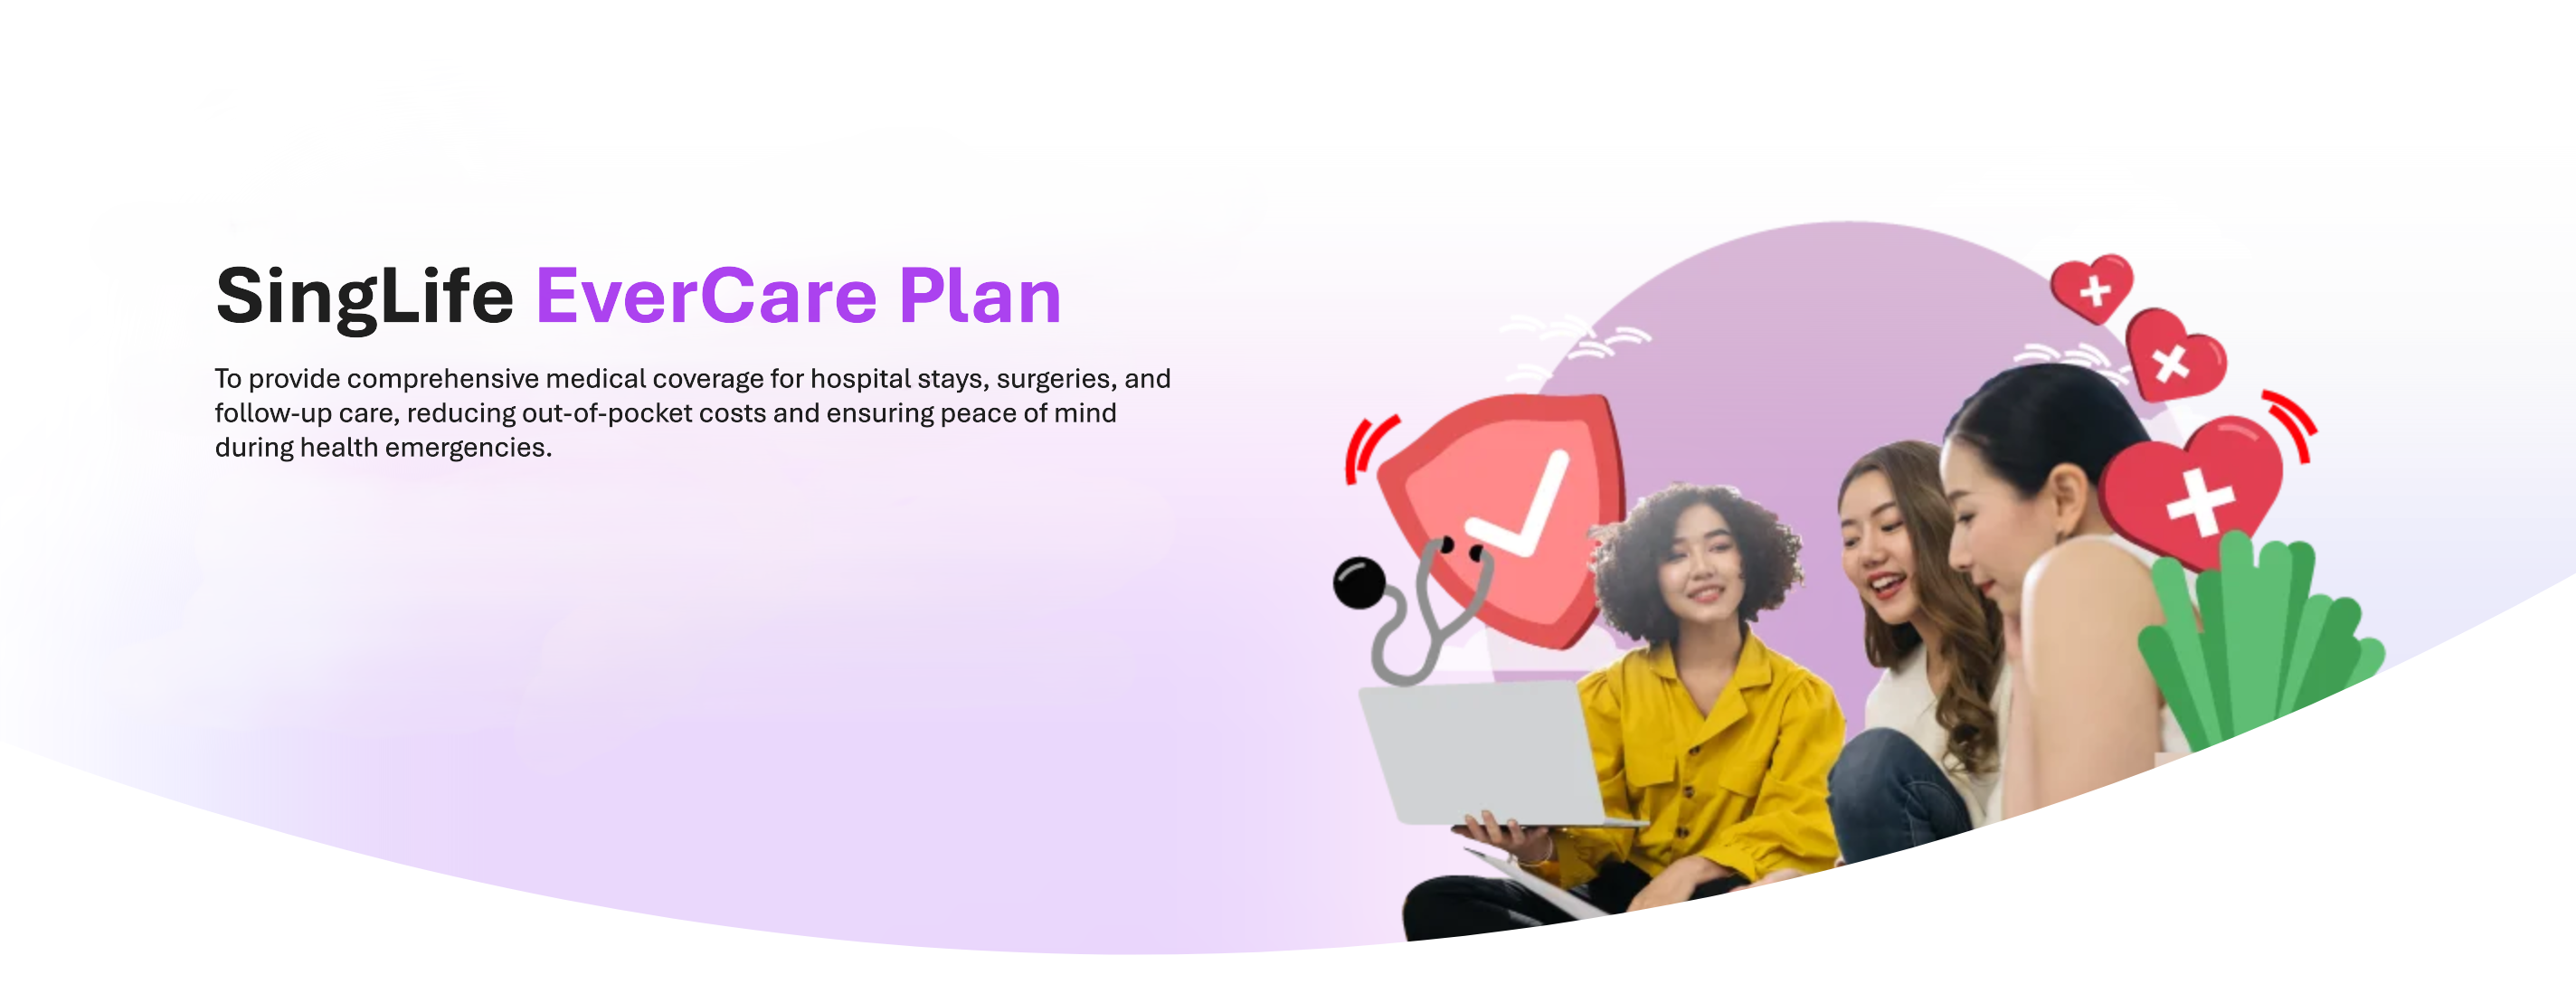 SingLife EverCare Plan
To provide comprehensive medical coverage for hospital stays, surgeries, and
follow-up care, reducing out-of-pocket costs and ensuring peace of mind
during health emergencies.